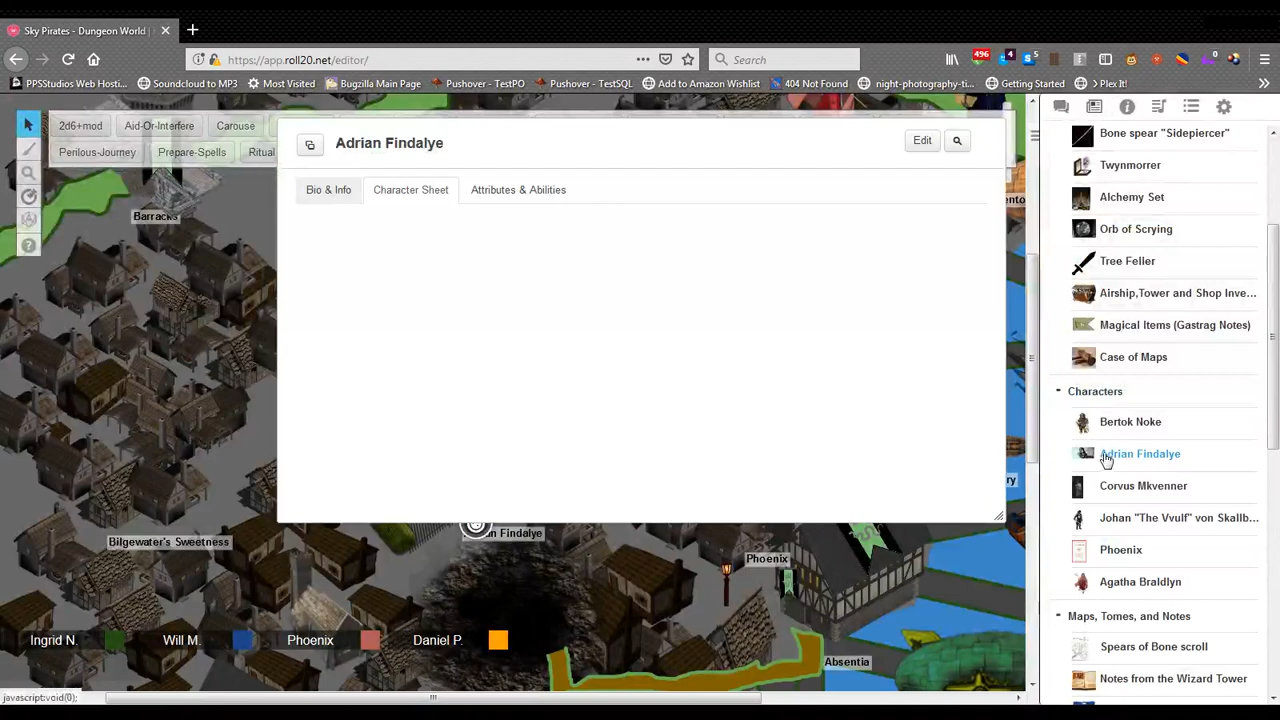 Sky Pirates - Dungeon World |
https://app.roll20.net/editor/
Search
496
4
5
0
PPSStudios Web Hosti...
Soundcloud to MP3
Most Visited
Bugzilla Main Page
Pushover - TestPO
Pushover - TestSQL
Add to Amazon Wishlist
404 Not Found
night-photography-ti...
Getting Started
Plex It!
2d6+mod
Aid-Or-Interfere
Carouse
Perilous-Journey
Prepare-Spells
Ritual
Adrian Findalye
Edit
Bio & Info
Character Sheet
Attributes & Abilities
Barracks
Bilgewater's Sweetness
Findalye
Phoenix
Absentia
Ingrid N.
Will M.
Phoenix
Daniel P.
javascript:void(0);
Bone spear "Sidepiercer"
Twynmorrer
Alchemy Set
Orb of Scrying
Tree Feller
Airship,Tower and Shop Inve...
Magical Items (Gastrag Notes)
Case of Maps
Characters
Bertok Noke
Adrian Findalye
Corvus Mkvenner
Johan "The Vvulf" von Skallb...
Phoenix
Agatha Braldlyn
Maps, Tomes, and Notes
Spears of Bone scroll
Notes from the Wizard Tower